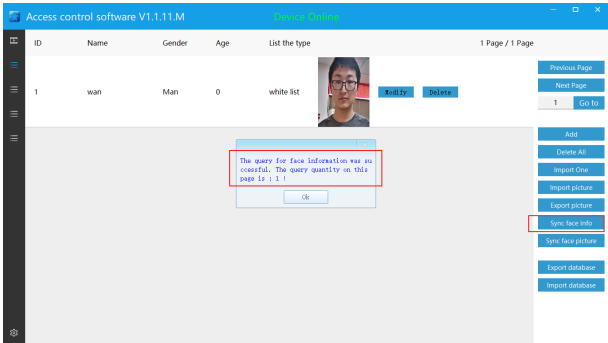 Access control software V1.1.11.M
Device Online
ID Name Gender Age List the type 1 Page / 1 Page
Previous Page
Next Page
1 Go to
1 wan Man 0 white list Modify Delete
Add
Delete All
Import One
Import picture
Export picture
Sync face Info
Sync face picture
Export database
Import database
The query for face information was su
ccessful. The query quantity on this
page is : 1 !
Ok